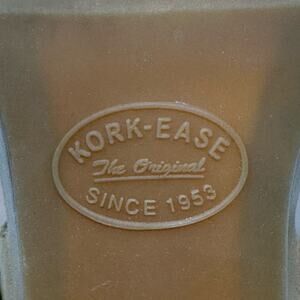 KORK-EASE
The Original
SINCE 1953